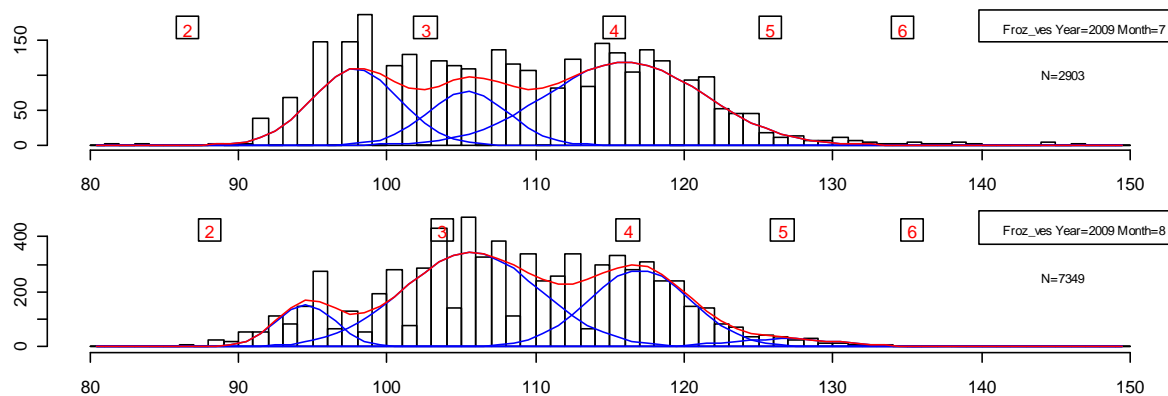 2 3 4 5 6
Froz_ves Year=2009 Month=7
N=2903
150
50
0
80 90 100 110 120 130 140 150
2 3 4 5 6
Froz_ves Year=2009 Month=8
N=7349
400
200
0
80 90 100 110 120 130 140 150